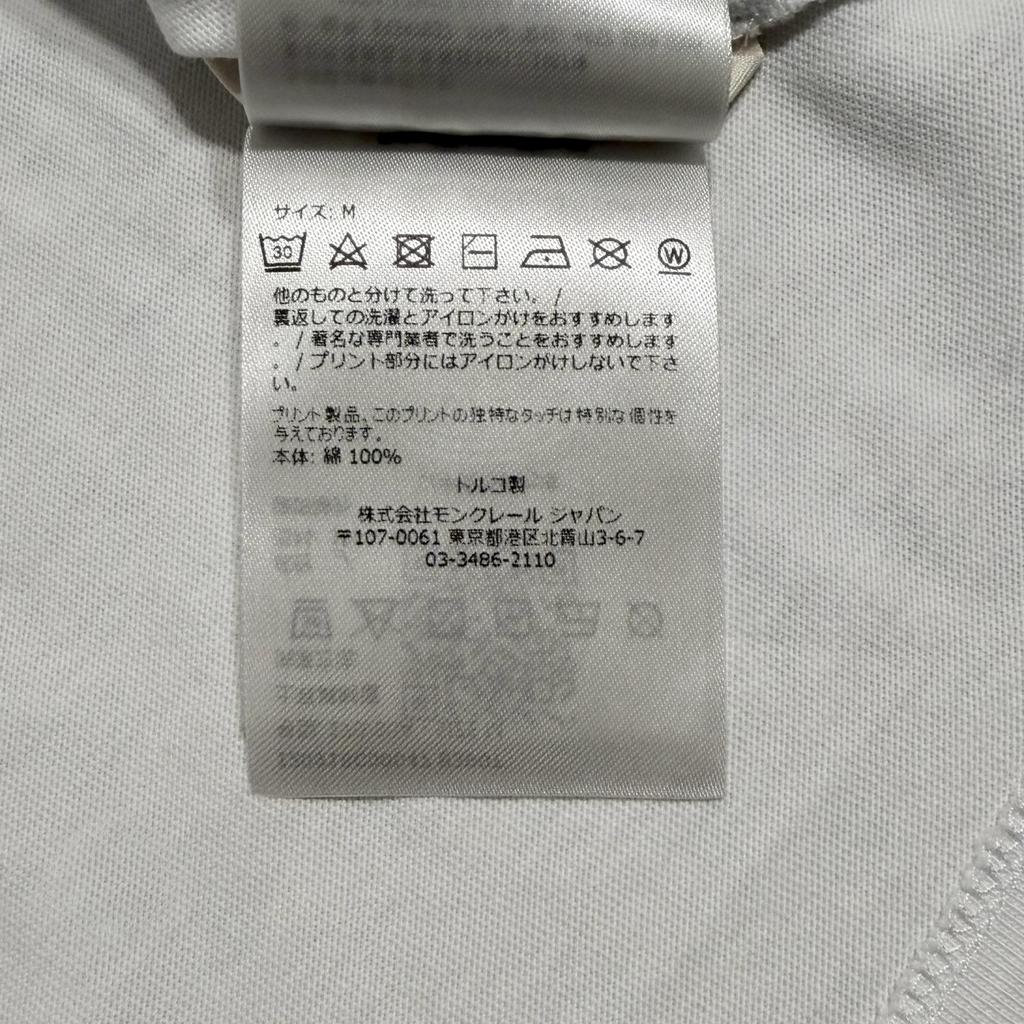 サイズ: M
30
W
他のものと分けて洗って下さい。/
裏返しての洗濯とアイロンがけをおすすめします
。/ 著名な専門業者で洗うことをおすすめします
。/ プリント部分にはアイロンがけしないで下さ
い。
プリント製品、このプリントの独特なタッチは特別な個性を
与えております。
本体: 綿 100%
トルコ製
株式会社モンクレール ジャパン
〒107-0061 東京都港区北青山3-6-7
03-3486-2110